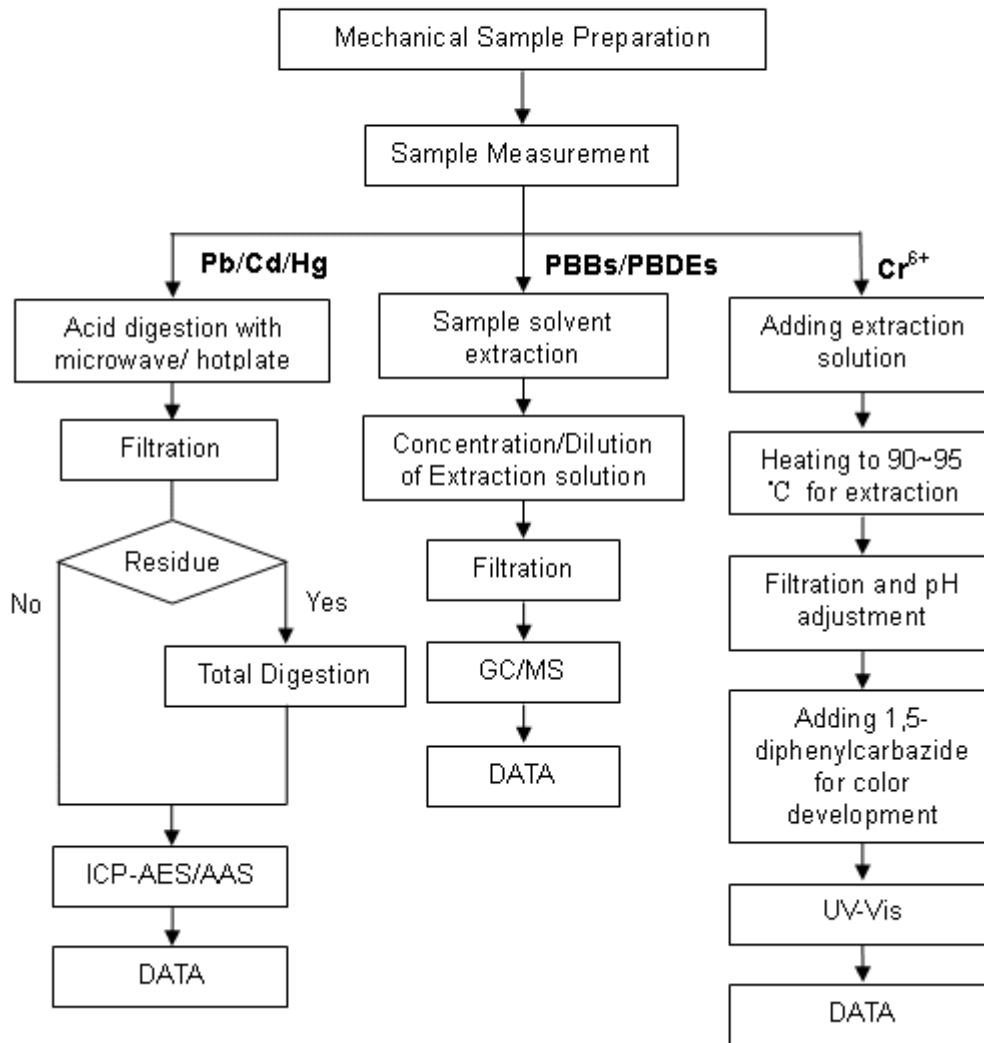 Mechanical Sample Preparation
Sample Measurement
Pb/Cd/Hg
Acid digestion with
microwave/ hotplate
Filtration
Residue
No
Yes
Total Digestion
ICP-AES/AAS
DATA
PBBs/PBDEs
Sample solvent
extraction
Concentration/Dilution
of Extraction solution
Filtration
GC/MS
DATA
Cr⁶⁺
Adding extraction
solution
Heating to 90~95
℃ for extraction
Filtration and pH
adjustment
Adding 1,5-
diphenylcarbazide
for color
development
UV-Vis
DATA